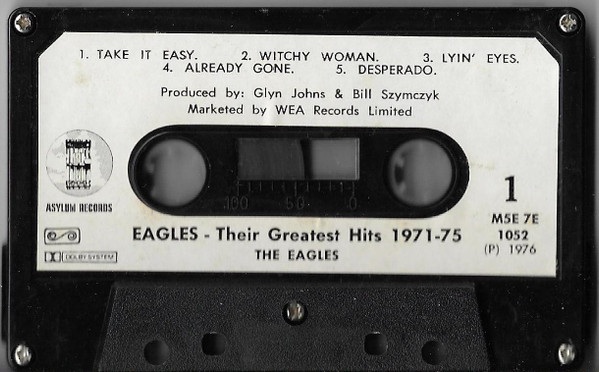 1. TAKE IT EASY. 2. WITCHY WOMAN. 3. LYIN' EYES.
4. ALREADY GONE. 5. DESPERADO.
Produced by: Glyn Johns & Bill Szymczyk
Marketed by WEA Records Limited
ASYLUM RECORDS
100 50 0
1
M5E 7E
1052
(P) 1976
EAGLES - Their Greatest Hits 1971-75
THE EAGLES
DOLBY SYSTEM